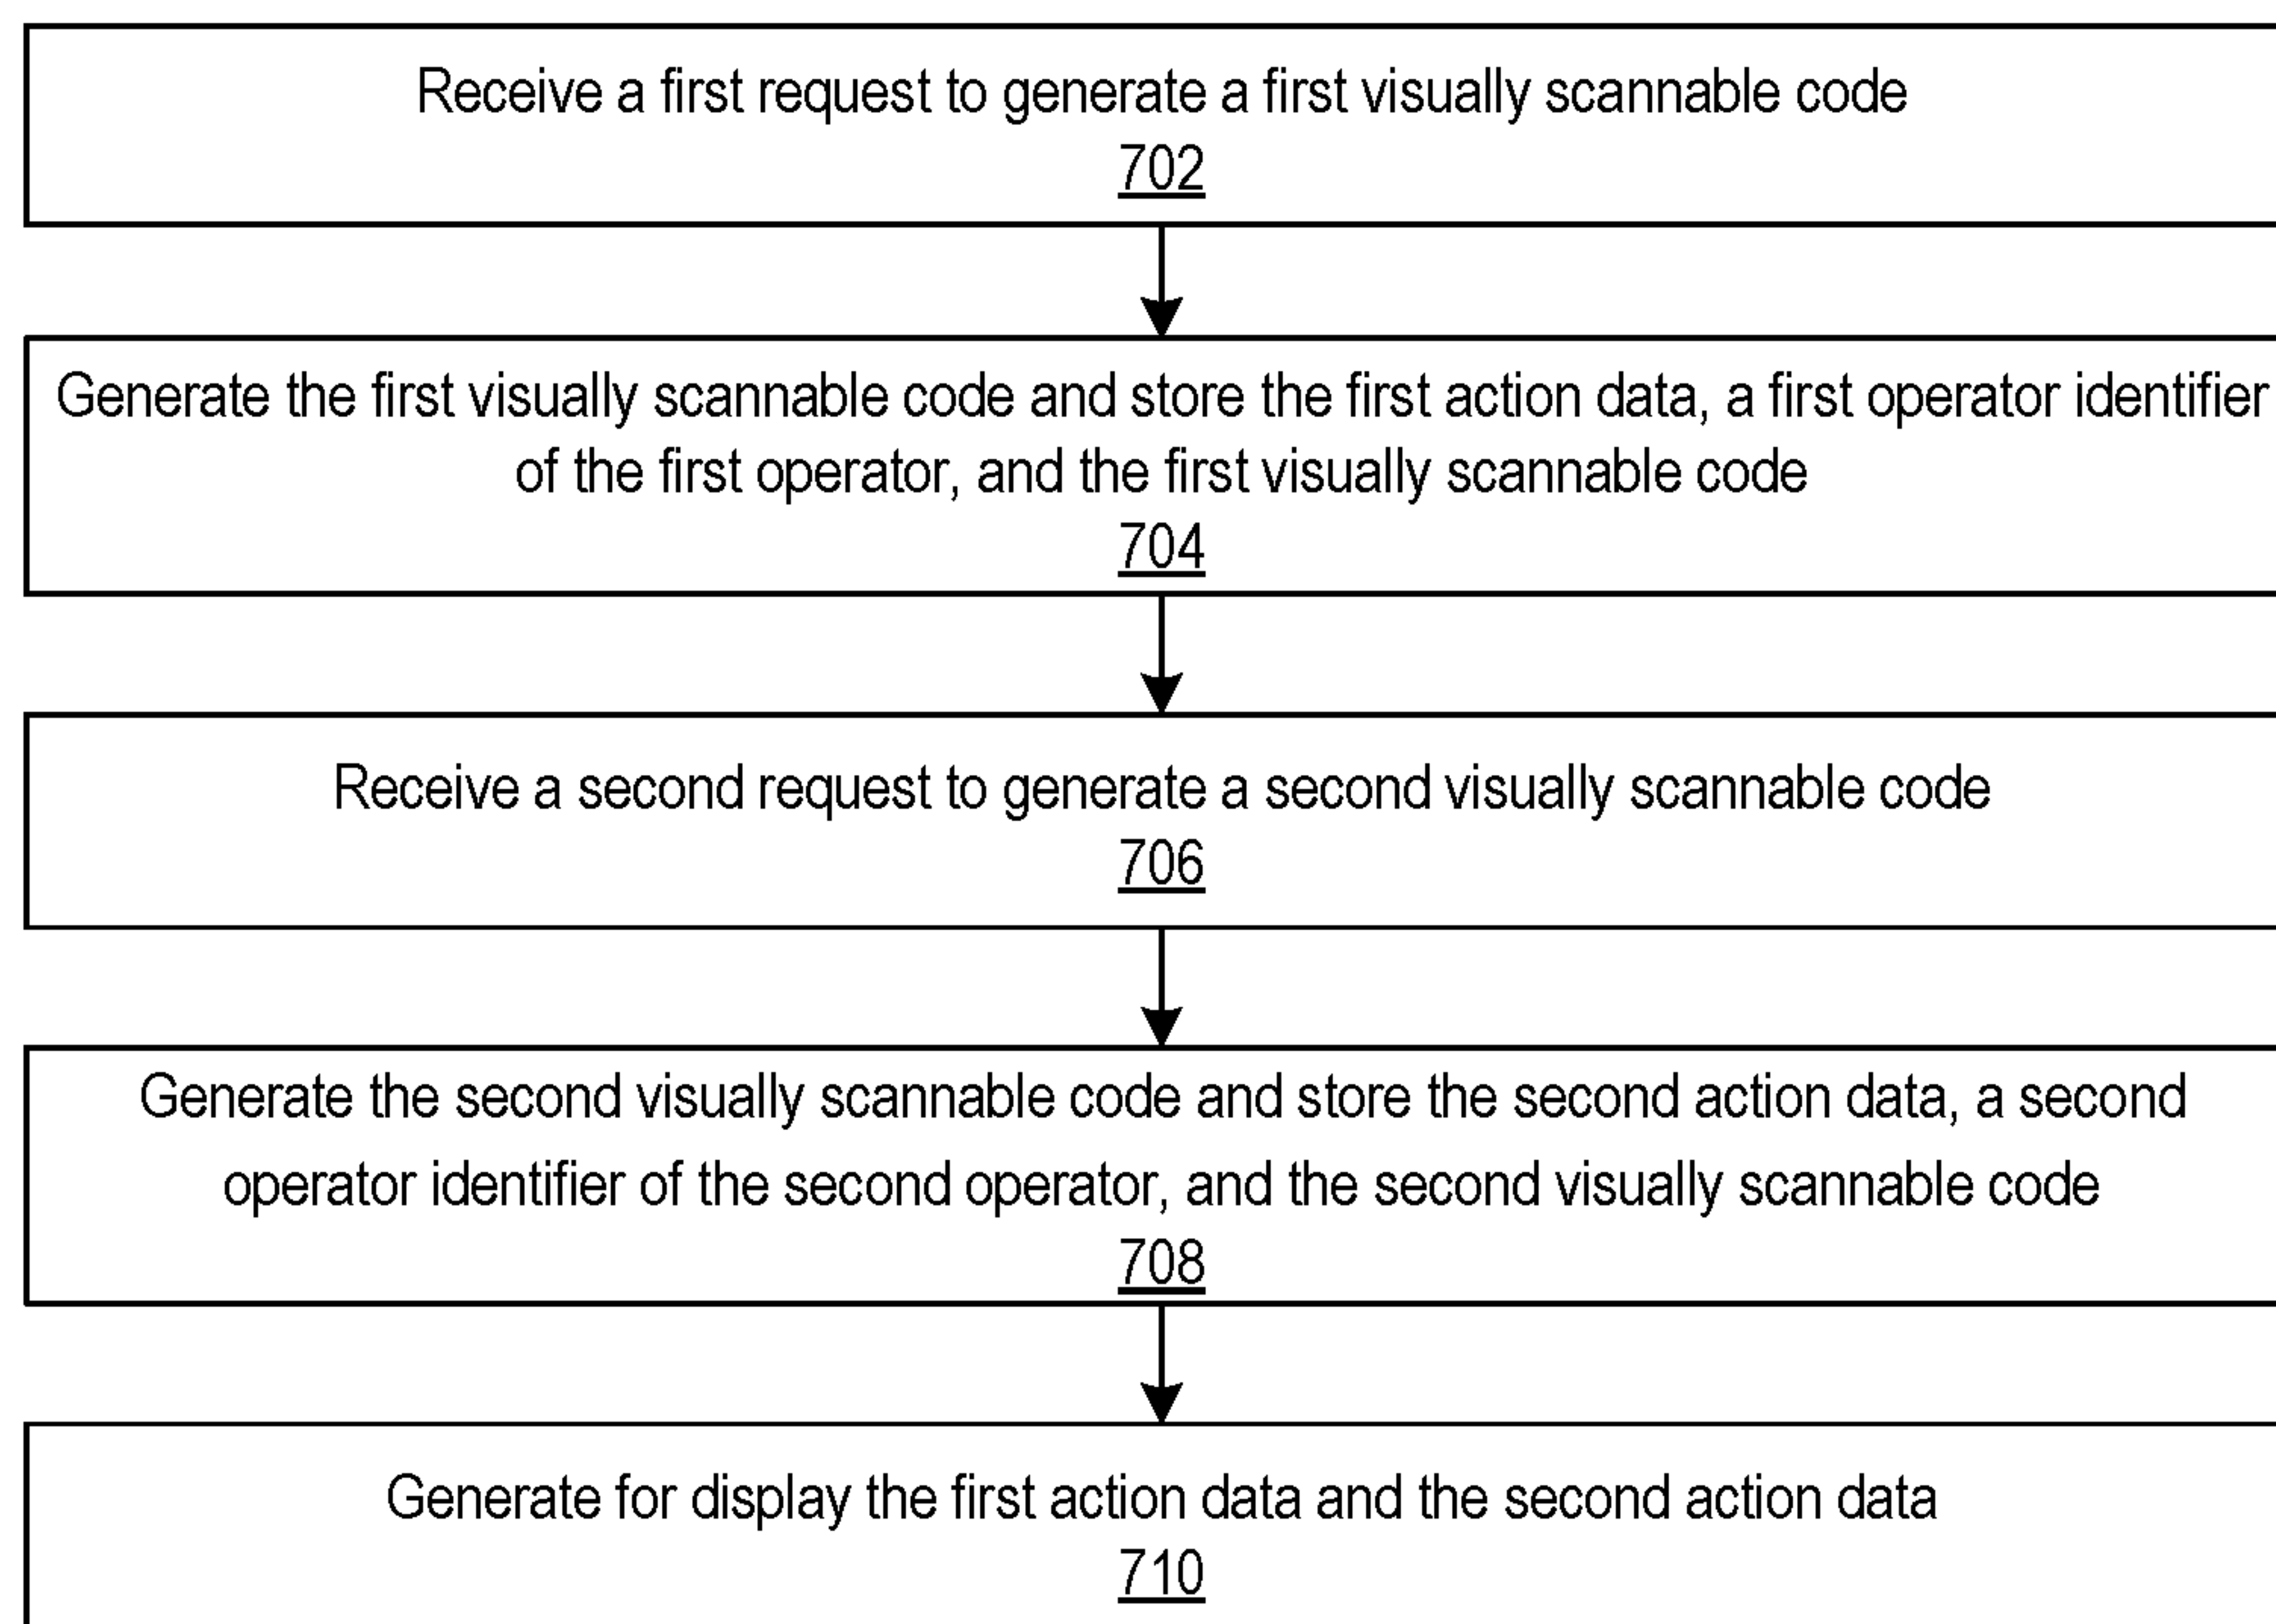 Receive a first request to generate a first visually scannable code
702
Generate the first visually scannable code and store the first action data, a first operator identifier
of the first operator, and the first visually scannable code
704
Receive a second request to generate a second visually scannable code
706
Generate the second visually scannable code and store the second action data, a second
operator identifier of the second operator, and the second visually scannable code
708
Generate for display the first action data and the second action data
710